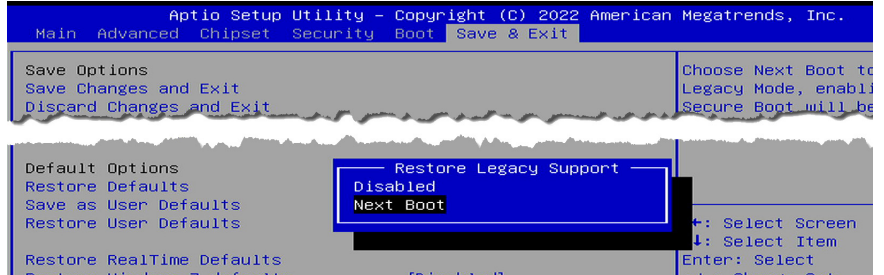 Aptio Setup Utility – Copyright (C) 2022 American Megatrends, Inc.
Main Advanced Chipset Security Boot Save & Exit
Save Options
Save Changes and Exit
Discard Changes and Exit
Choose Next Boot to
Legacy Mode, enabli
Secure Boot will be
Default Options
Restore Defaults
Save as User Defaults
Restore User Defaults
Restore RealTime Defaults
Restore Legacy Support
Disabled
Next Boot
←: Select Screen
↓: Select Item
Enter: Select